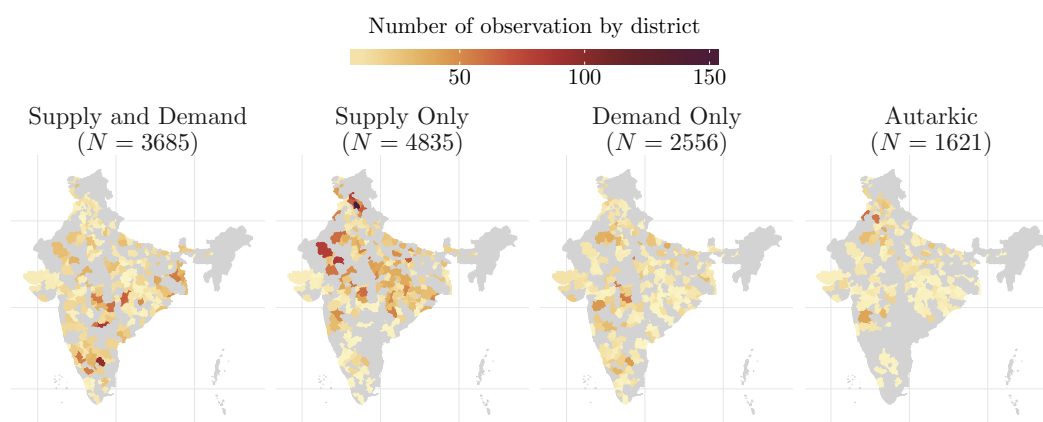 Number of observation by district
50 100 150
Supply and Demand Supply Only Demand Only Autarkic
(N = 3685) (N = 4835) (N = 2556) (N = 1621)